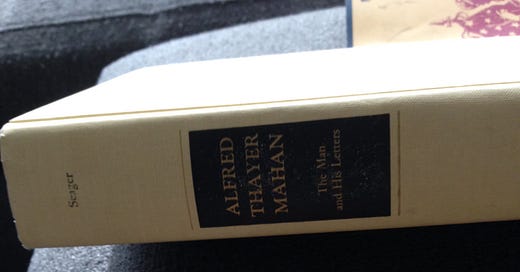 Seager
ALFRED
THAYER
MAHAN
The Man
and His Letters